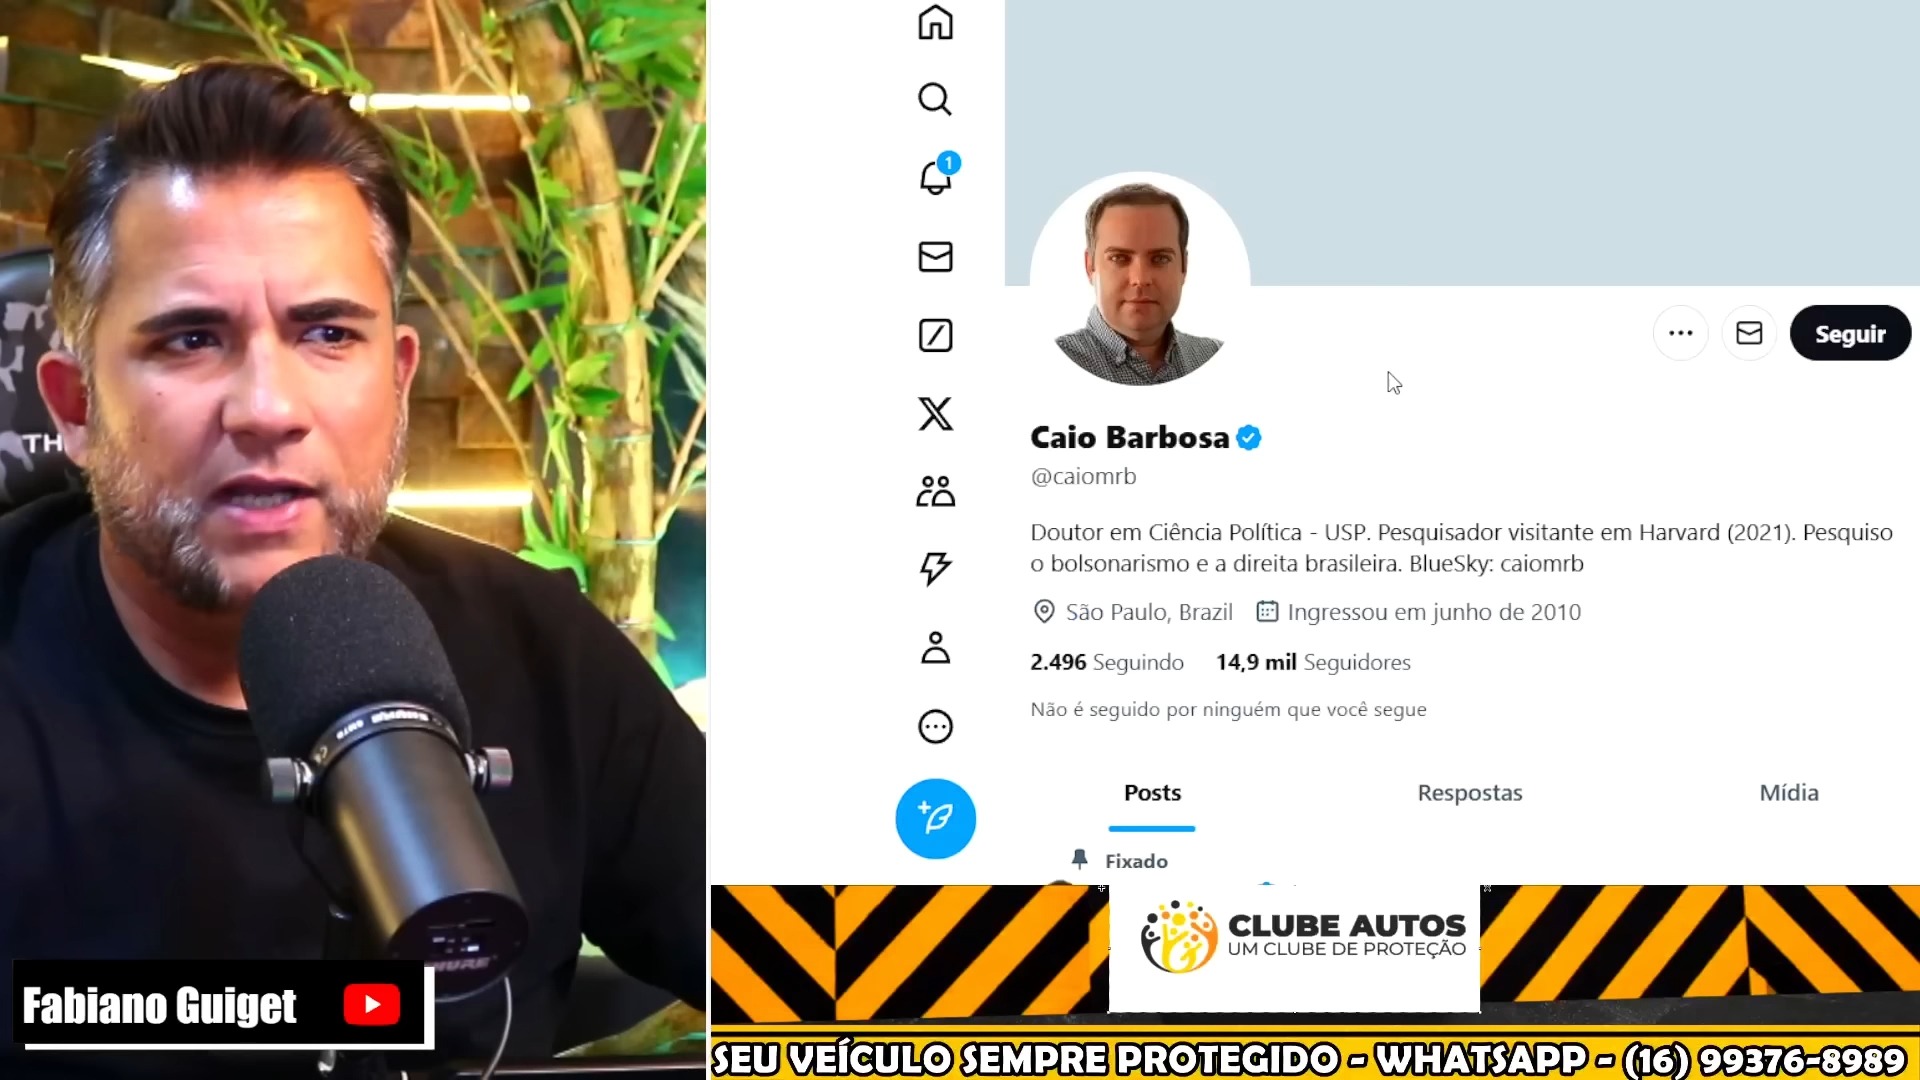 TH
SHURE
Fabiano Guiget
1
Seguir
Caio Barbosa
@caiomrb
Doutor em Ciência Política - USP. Pesquisador visitante em Harvard (2021). Pesquiso
o bolsonarismo e a direita brasileira. BlueSky: caiomrb
São Paulo, Brazil Ingressou em junho de 2010
2.496 Seguindo 14,9 mil Seguidores
Não é seguido por ninguém que você segue
Posts Respostas Mídia
Fixado
CLUBE AUTOS
UM CLUBE DE PROTEÇÃO
SEU VEÍCULO SEMPRE PROTEGIDO - WHATSAPP - (16) 99376-8989